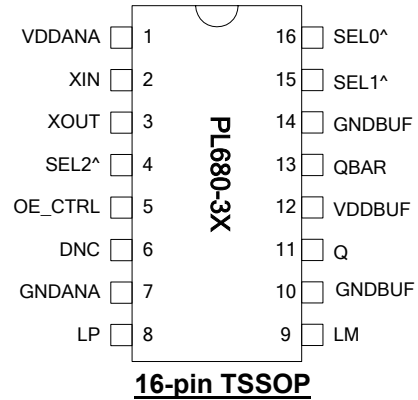 VDDANA 1 16 SEL0^
XIN 2 15 SEL1^
XOUT 3 14 GNDBUF
SEL2^ 4 13 QBAR
OE_CTRL 5 12 VDDBUF
DNC 6 11 Q
GNDANA 7 10 GNDBUF
LP 8 9 LM
PL680-3X
16-pin TSSOP